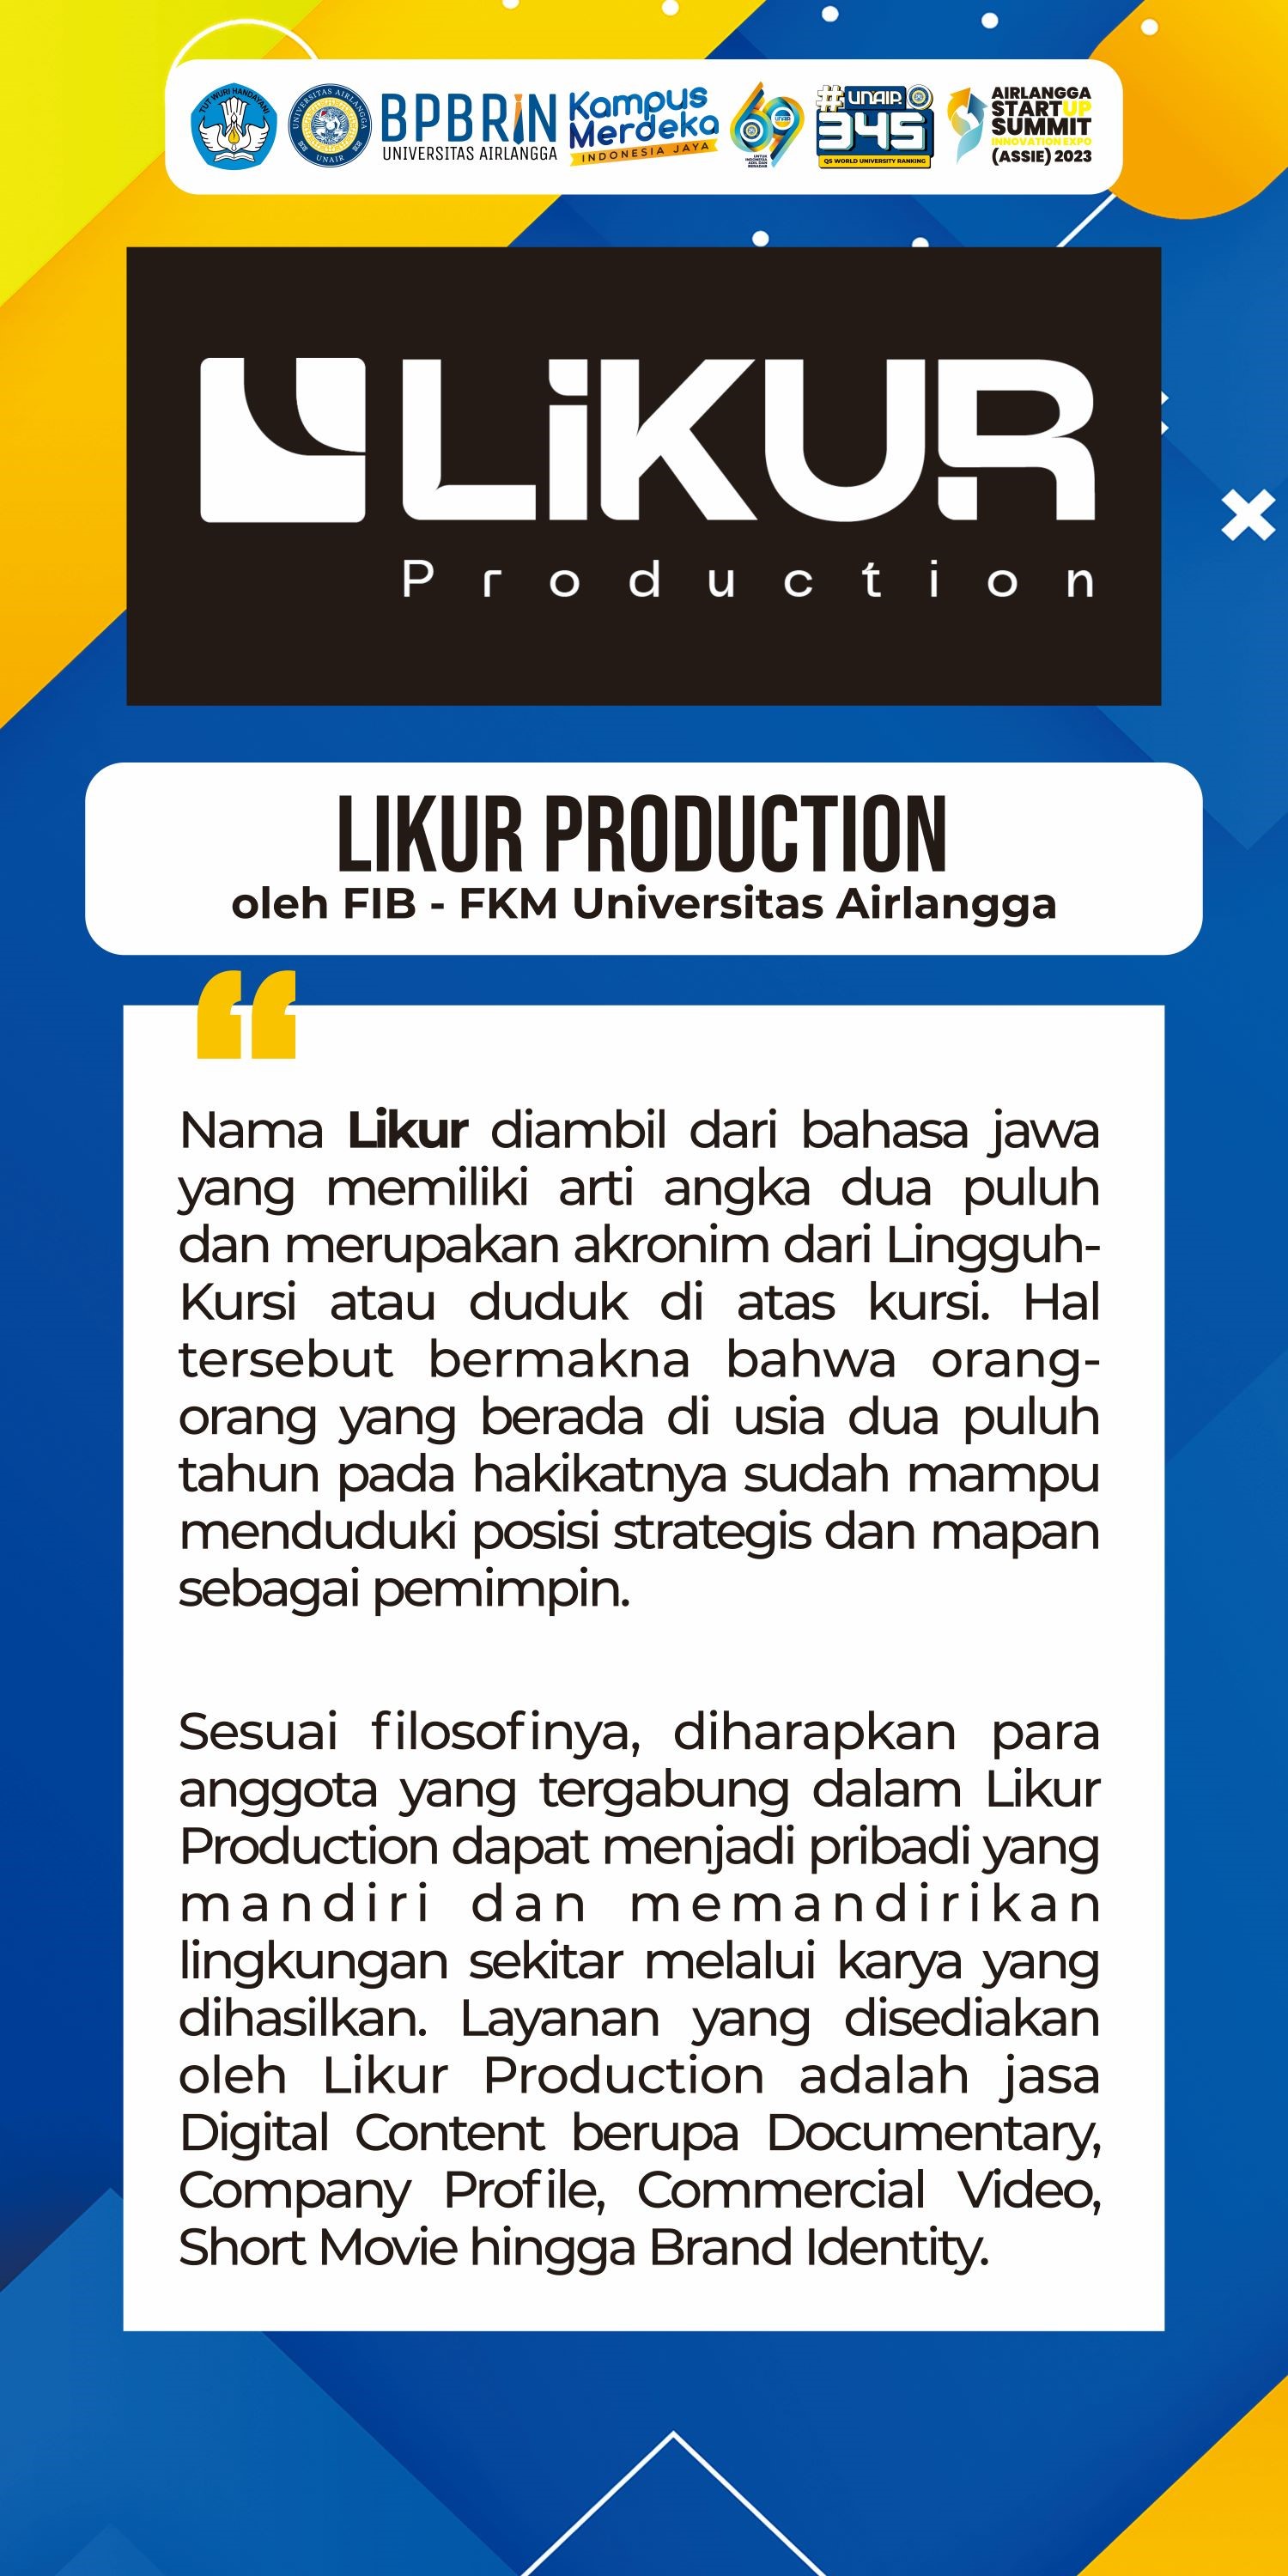 TUT WURI HANDAYANI
UNIVERSITAS AIRLANGGA
UNAIR
BPBRIN
UNIVERSITAS AIRLANGGA
Kampus
Merdeka
INDONESIA JAYA
69
#UNAIR
345
QS WORLD UNIVERSITY RANKING
AIRLANGGA
STARTUP
SUMMIT
INNOVATION EXPO
(ASSIE) 2023
LiKUR
Production
LIKUR PRODUCTION
oleh FIB - FKM Universitas Airlangga
“
Nama Likur diambil dari bahasa jawa
yang memiliki arti angka dua puluh
dan merupakan akronim dari Lingguh-
Kursi atau duduk di atas kursi. Hal
tersebut bermakna bahwa orang-
orang yang berada di usia dua puluh
tahun pada hakikatnya sudah mampu
menduduki posisi strategis dan mapan
sebagai pemimpin.
Sesuai filosofinya, diharapkan para
anggota yang tergabung dalam Likur
Production dapat menjadi pribadi yang
mandiri dan memandirikan
lingkungan sekitar melalui karya yang
dihasilkan. Layanan yang disediakan
oleh Likur Production adalah jasa
Digital Content berupa Documentary,
Company Profile, Commercial Video,
Short Movie hingga Brand Identity.